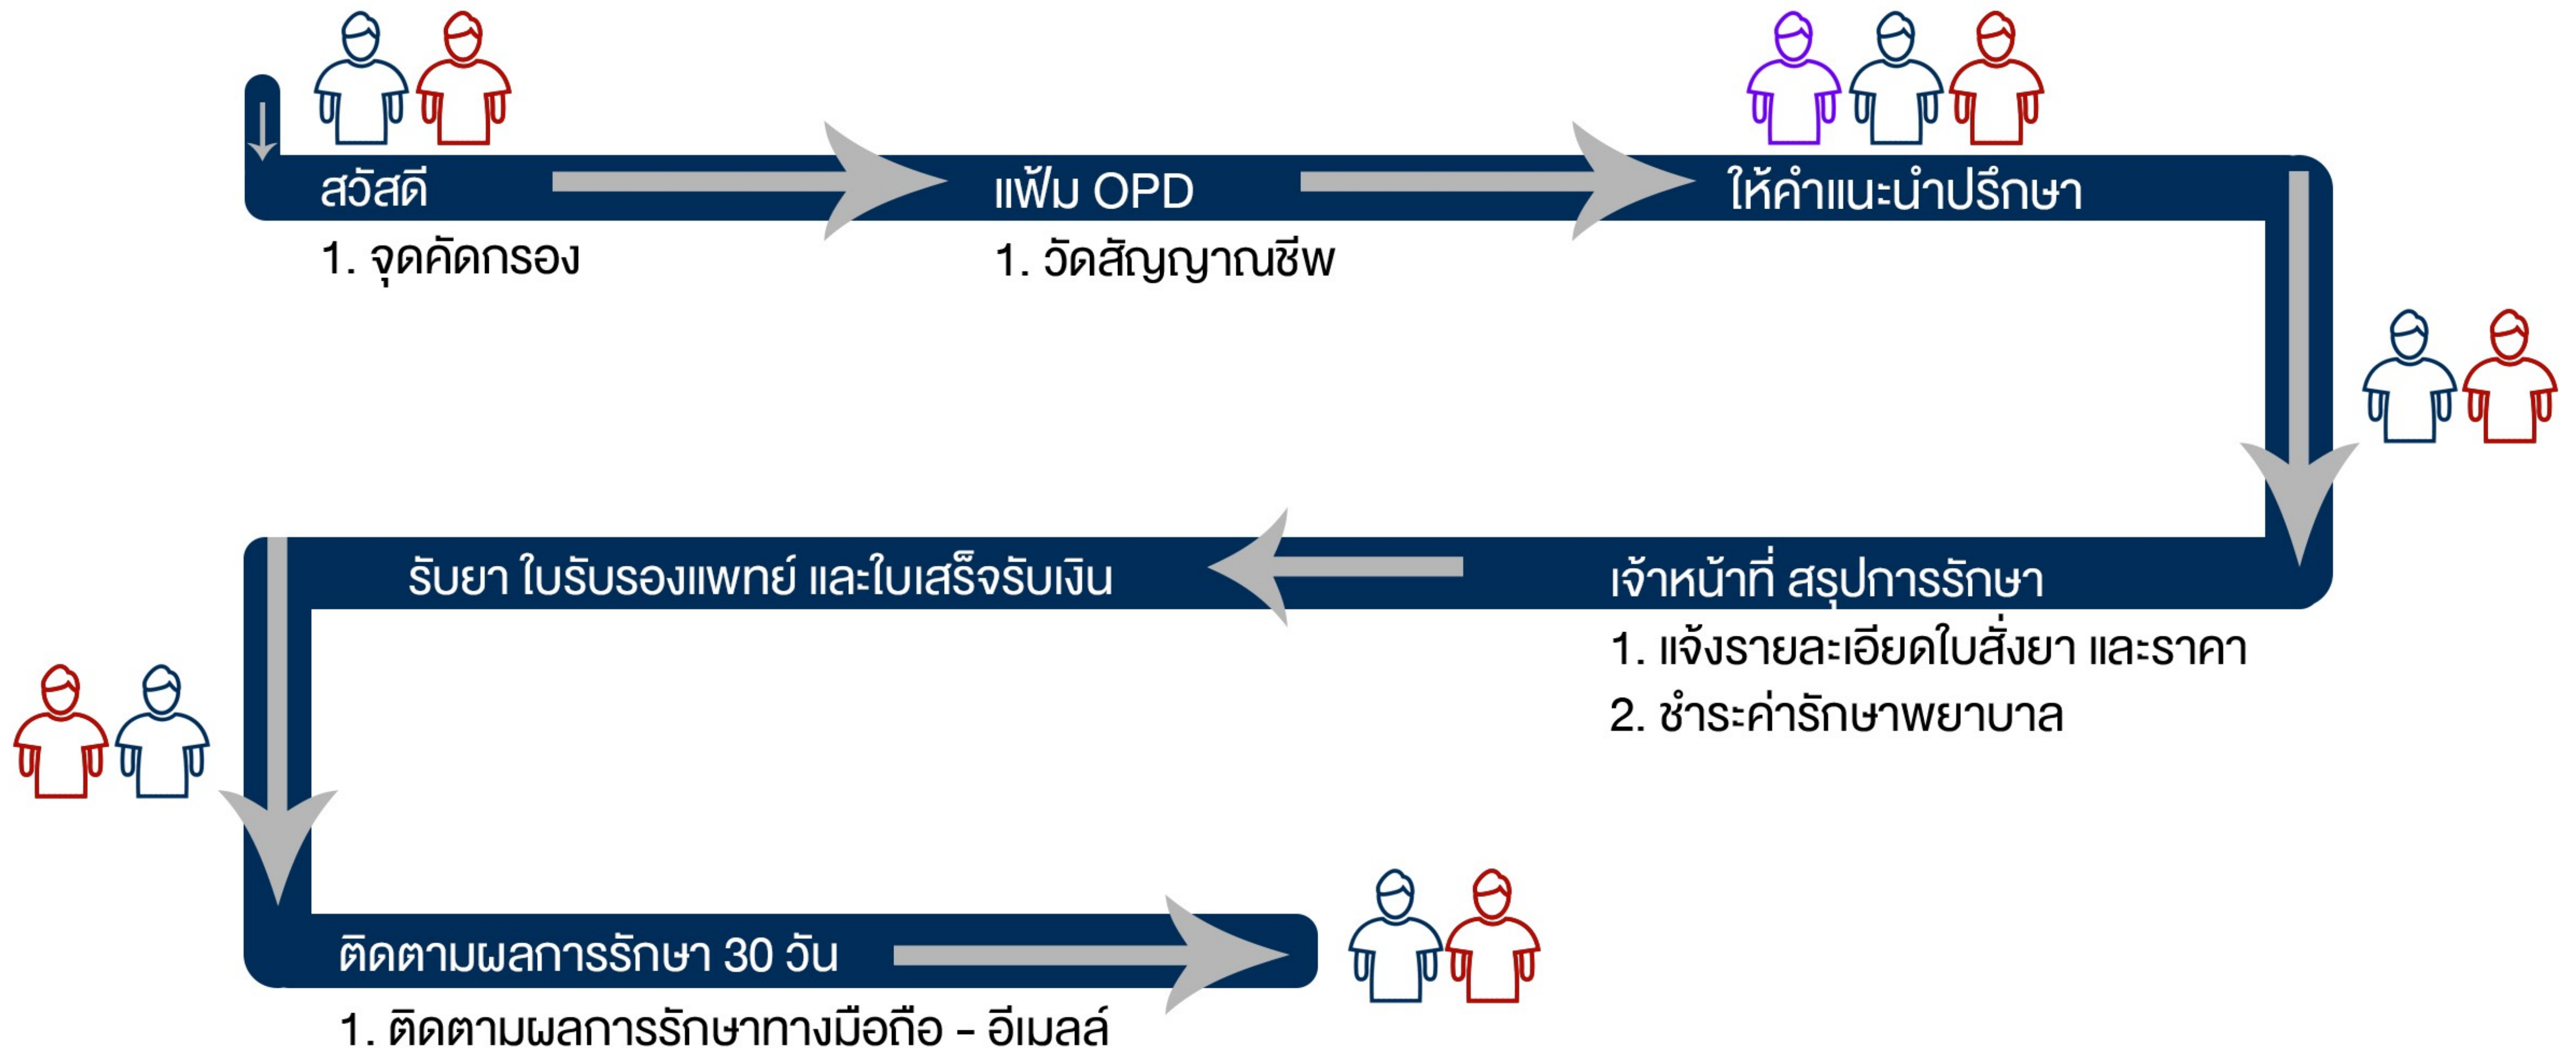 สวัสดี
1. จุดคัดกรอง
แฟ้ม OPD
1. วัดสัญญาณชีพ
ให้คำแนะนำปรึกษา
เจ้าหน้าที่ สรุปการรักษา
1. แจ้งรายละเอียดใบสั่งยา และราคา
2. ชำระค่ารักษาพยาบาล
รับยา ใบรับรองแพทย์ และใบเสร็จรับเงิน
ติดตามผลการรักษา 30 วัน
1. ติดตามผลการรักษาทางมือถือ - อีเมลล์